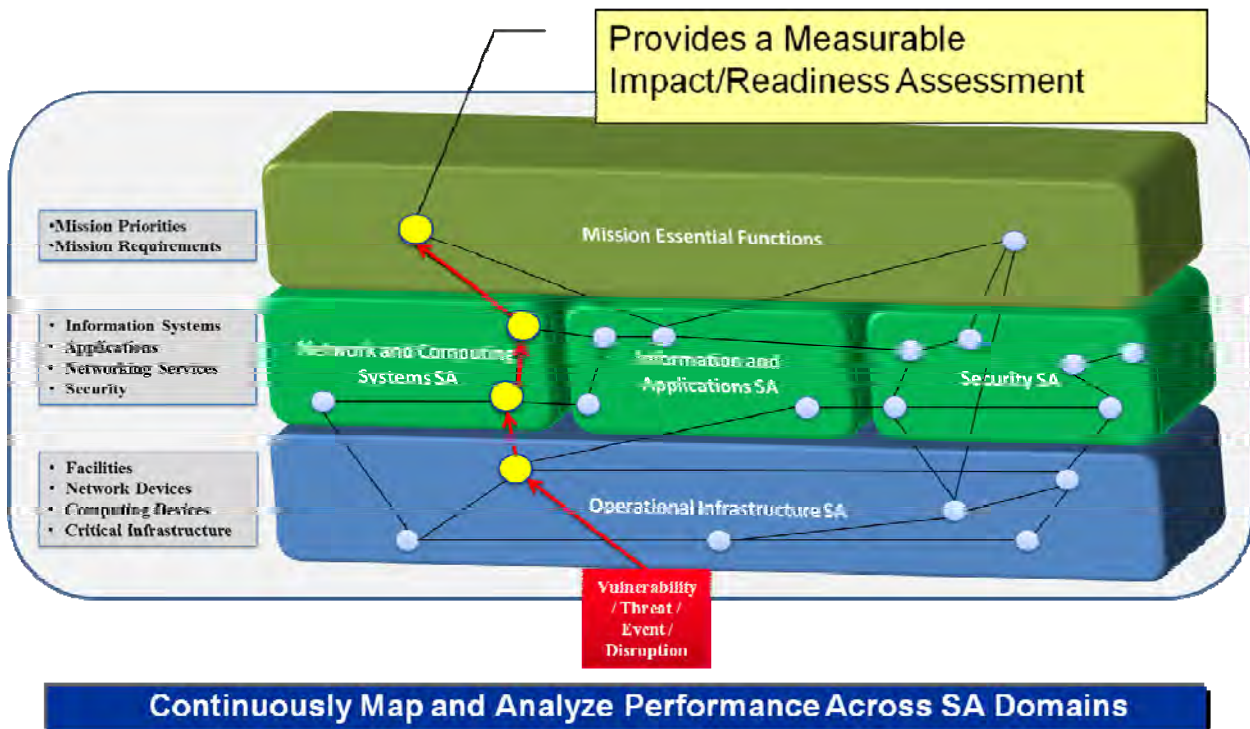 Provides a Measurable
Impact/Readiness Assessment
•Mission Priorities
•Mission Requirements
Mission Essential Functions
• Information Systems
• Applications
• Networking Services
• Security
Network and Computing
Systems SA
Information and
Applications SA
Security SA
• Facilities
• Network Devices
• Computing Devices
• Critical Infrastructure
Operational Infrastructure SA
Vulnerability
/ Threat /
Event /
Disruption
Continuously Map and Analyze Performance Across SA Domains